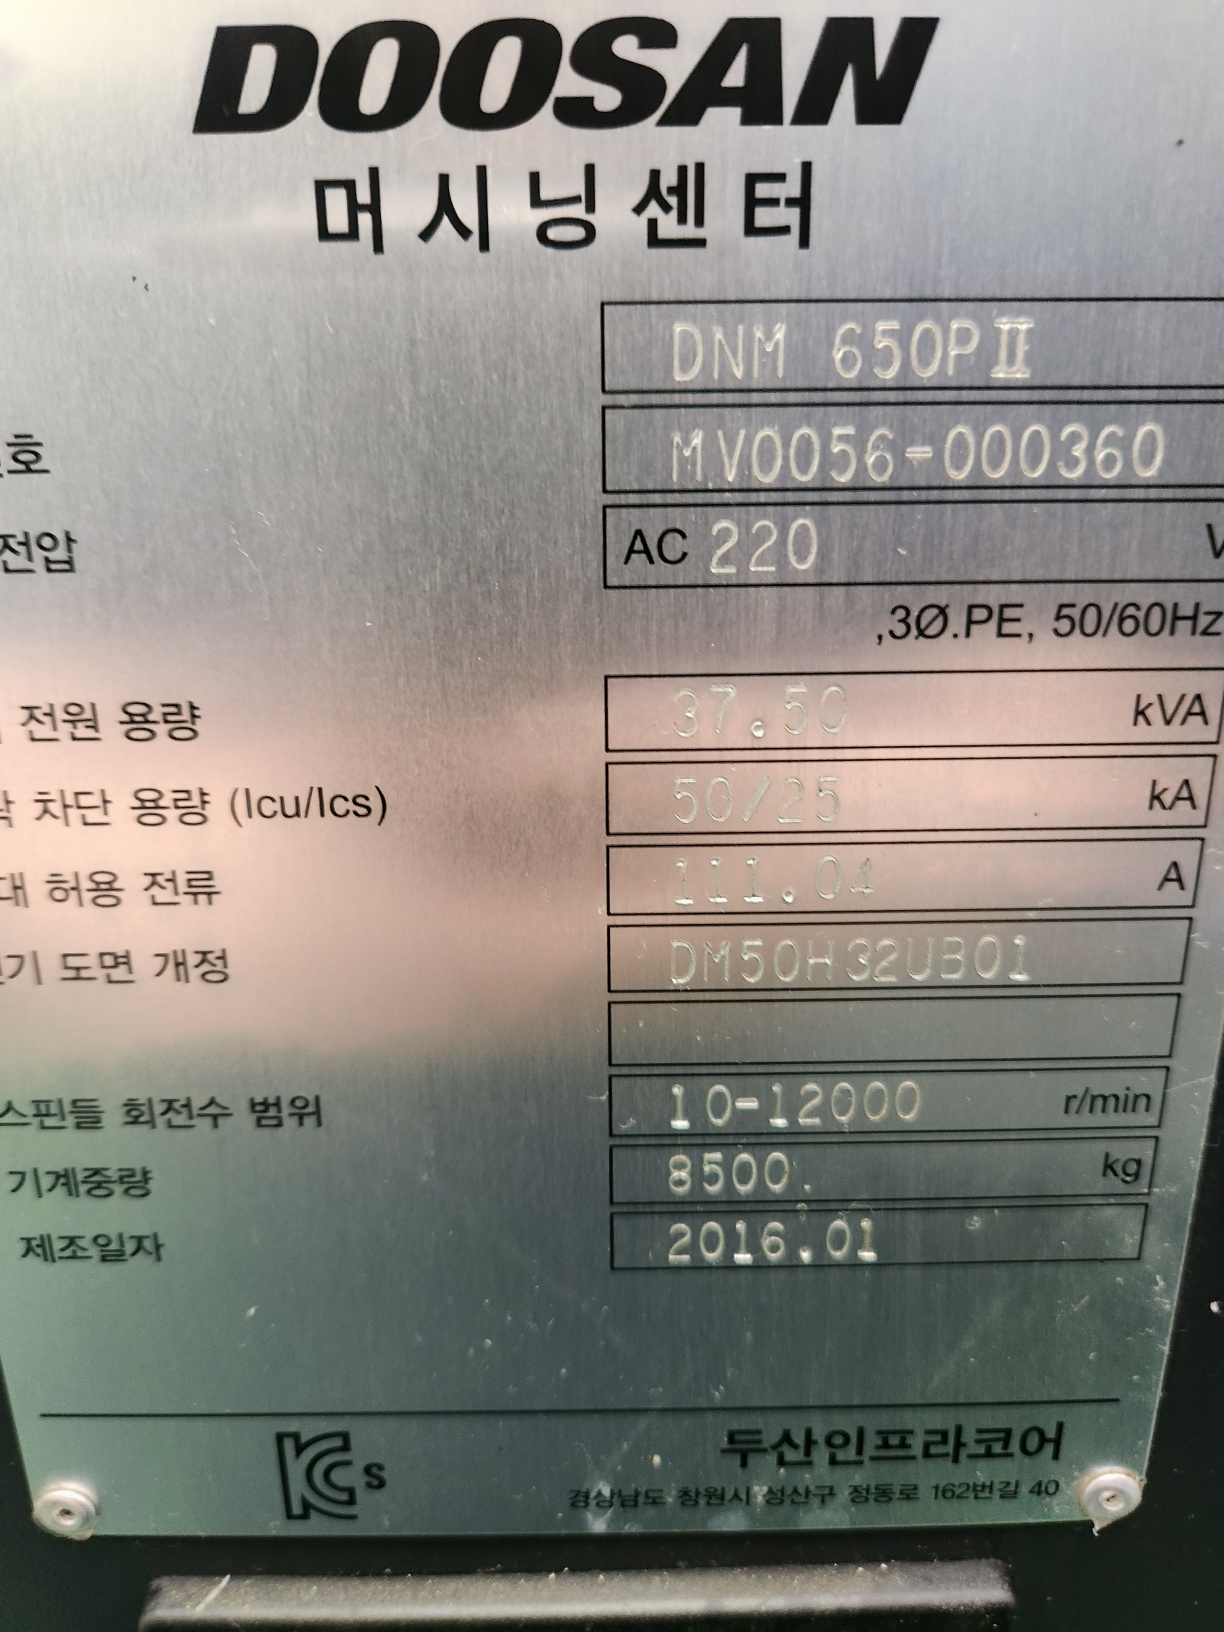 DOOSAN
머시닝센터
DNM 650PⅡ
호 MV0056-000360
전압 AC 220 V
,3Ø.PE, 50/60Hz
전원 용량 37.50 kVA
차단 용량 (Icu/Ics) 50/25 kA
대 허용 전류 111.04 A
기 도면 개정 DM50H32UB01
스핀들 회전수 범위 10-12000 r/min
기계중량 8500. kg
제조일자 2016.01
KCs 두산인프라코어
경상남도 창원시 성산구 정동로 162번길 40